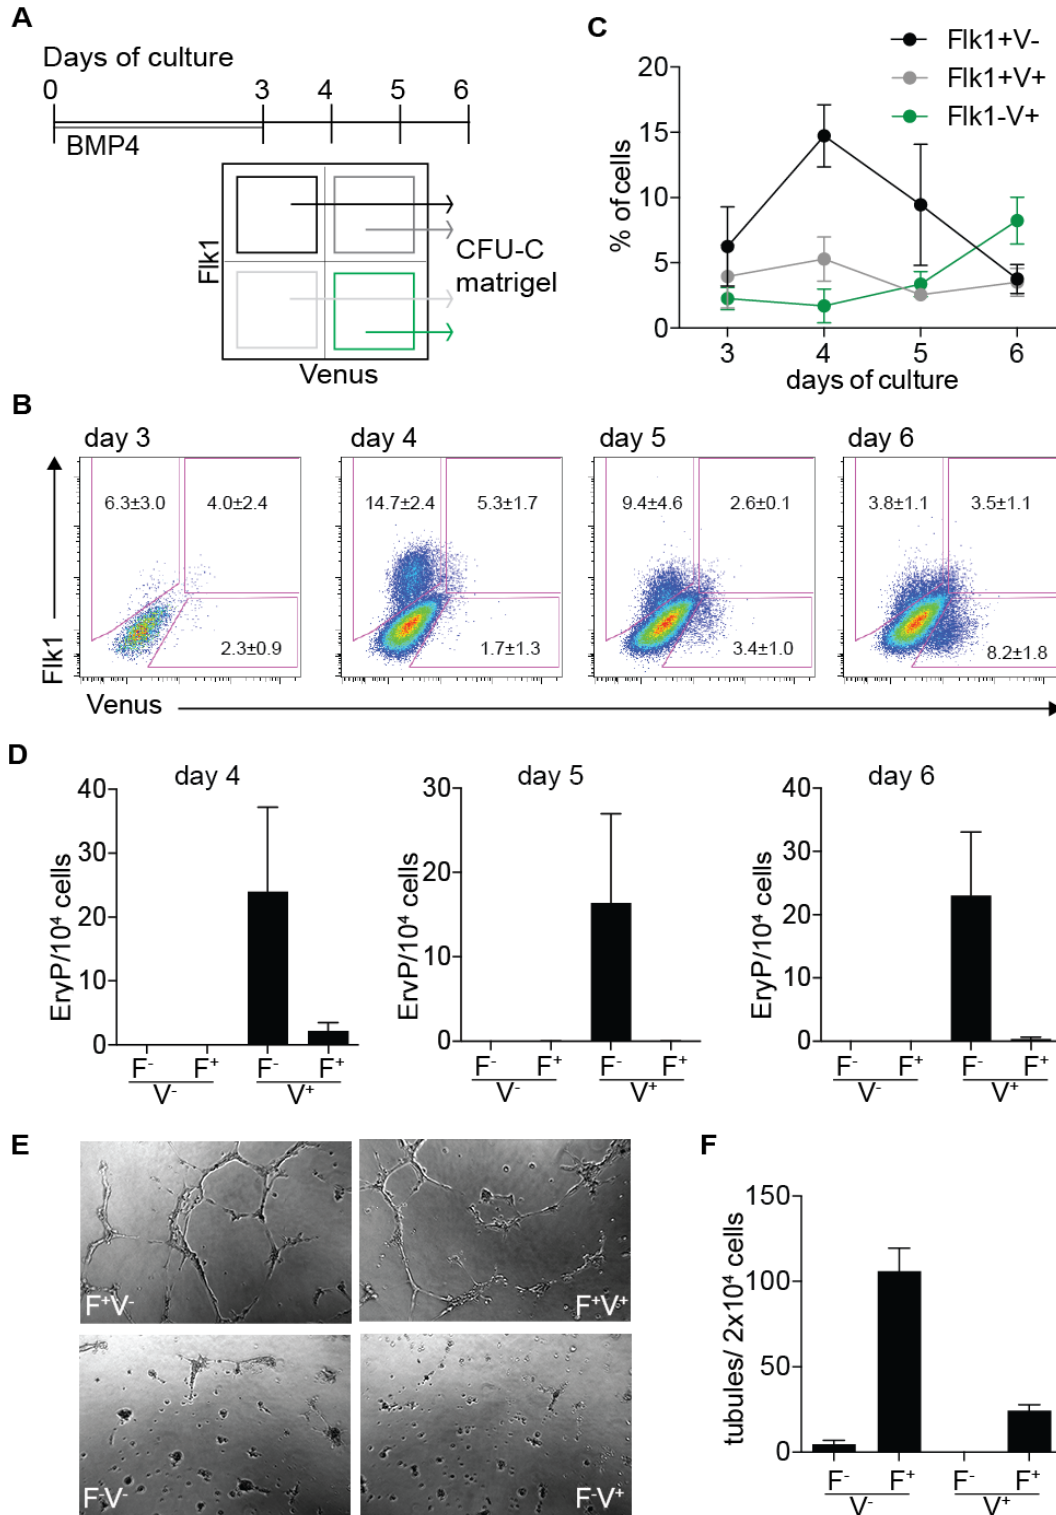 A
Days of culture
0 3 4 5 6
BMP4
Flk1
CFU-C
matrigel
Venus
C
Flk1+V-
Flk1+V+
Flk1-V+
% of cells
20
15
10
5
0
3 4 5 6
days of culture
B
day 3 day 4 day 5 day 6
6.3±3.0 4.0±2.4 14.7±2.4 5.3±1.7 9.4±4.6 2.6±0.1 3.8±1.1 3.5±1.1
2.3±0.9 1.7±1.3 3.4±1.0 8.2±1.8
Flk1
Venus
D
day 4
EryP/10⁴ cells
40
30
20
10
0
F⁻ F⁺ F⁻ F⁺
V⁻ V⁺
day 5
EryP/10⁴ cells
30
20
10
0
F⁻ F⁺ F⁻ F⁺
V⁻ V⁺
day 6
EryP/10⁴ cells
40
30
20
10
0
F⁻ F⁺ F⁻ F⁺
V⁻ V⁺
E
F⁺V⁻ F⁺V⁺
F⁻V⁻ F⁻V⁺
F
tubules/ 2x10⁴ cells
150
100
50
0
F⁻ F⁺ F⁻ F⁺
V⁻ V⁺